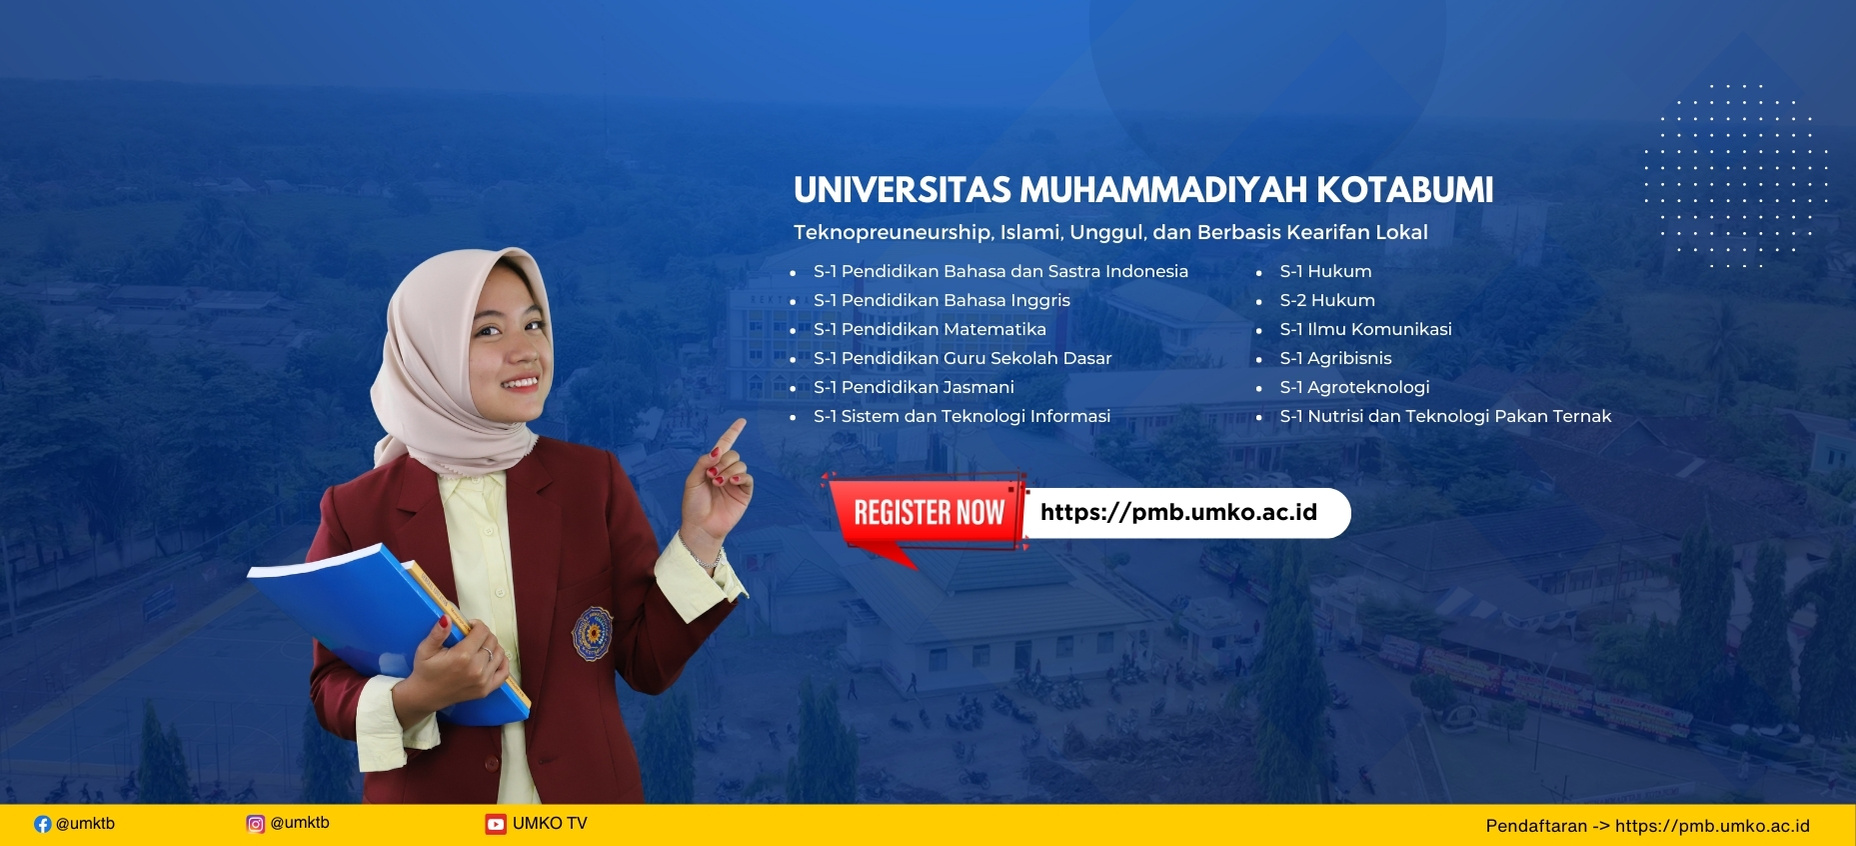 UNIVERSITAS MUHAMMADIYAH KOTABUMI
Teknopreuneurship, Islami, Unggul, dan Berbasis Kearifan Lokal
• S-1 Pendidikan Bahasa dan Sastra Indonesia
• S-1 Pendidikan Bahasa Inggris
• S-1 Pendidikan Matematika
• S-1 Pendidikan Guru Sekolah Dasar
• S-1 Pendidikan Jasmani
• S-1 Sistem dan Teknologi Informasi
• S-1 Hukum
• S-2 Hukum
• S-1 Ilmu Komunikasi
• S-1 Agribisnis
• S-1 Agroteknologi
• S-1 Nutrisi dan Teknologi Pakan Ternak
REGISTER NOW
https://pmb.umko.ac.id
@umktb
@umktb
UMKO TV
Pendaftaran -> https://pmb.umko.ac.id